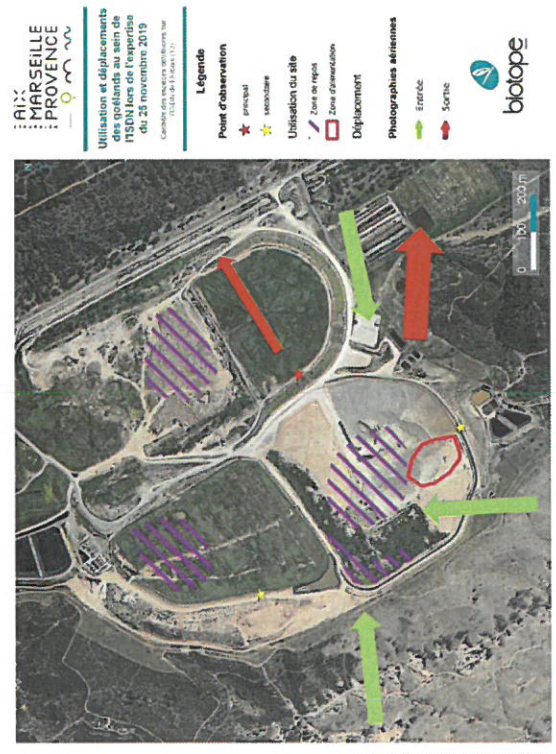 AIX
MARSEILLE
PROVENCE
Utilisation et déplacements
des goélands au sein de
l'ISDN lors de l'expertise
du 26 novembre 2019
Légende
Point d'observation
principal
secondaire
Utilisation du site
Zone de repos
Zone d'alimentation
Déplacement
Photographies aériennes
Entrée
Sortie
biotope
0 100 200 m